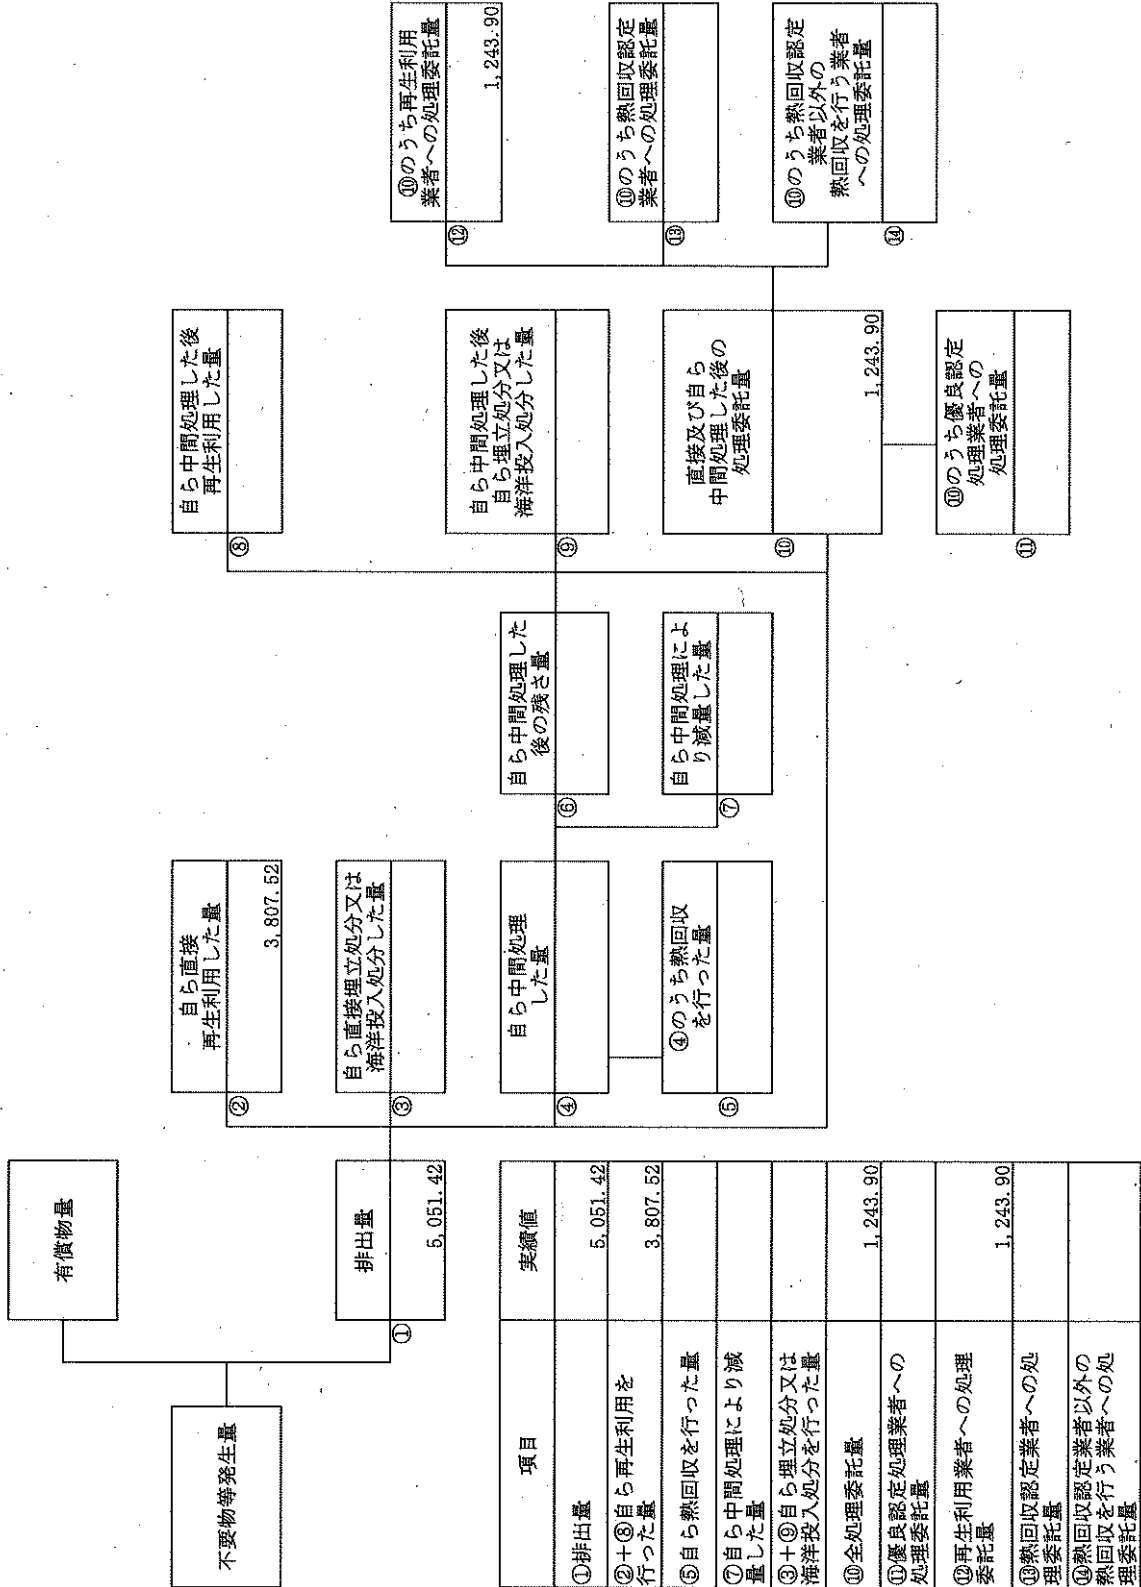 不要物等発生量
有償物量
①
排出量
5,051.42
②
自ら直接
再生利用した量
3,807.52
③
自ら直接埋立処分又は
海洋投入処分した量
④
自ら中間処理
した量
⑤
④のうち熱回収
を行った量
⑥
自ら中間処理した
後の残さ量
⑦
自ら中間処理によ
り減量した量
⑧
自ら中間処理した後
再生利用した量
⑨
自ら中間処理した後
自ら埋立処分又は
海洋投入処分した量
⑩
直接及び自ら
中間処理した後の
処理委託量
1,243.90
⑪
⑩のうち優良認定
処理業者への
処理委託量
⑫
⑩のうち再生利用
業者への処理委託量
1,243.90
⑬
⑩のうち熱回収認定
業者への処理委託量
⑭
⑩のうち熱回収認定
業者以外の
熱回収を行う業者
への処理委託量
項目 実績値
①排出量 5,051.42
②+⑧自ら再生利用を
行った量 3,807.52
⑤自ら熱回収を行った量
⑦自ら中間処理により減
量した量
③+⑨自ら埋立処分又は
海洋投入処分を行った量
⑩全処理委託量 1,243.90
⑪優良認定処理業者への
処理委託量
⑫再生利用業者への処理
委託量 1,243.90
⑬熱回収認定業者への処
理委託量
⑭熱回収認定業者以外の
熱回収を行う業者への処
理委託量